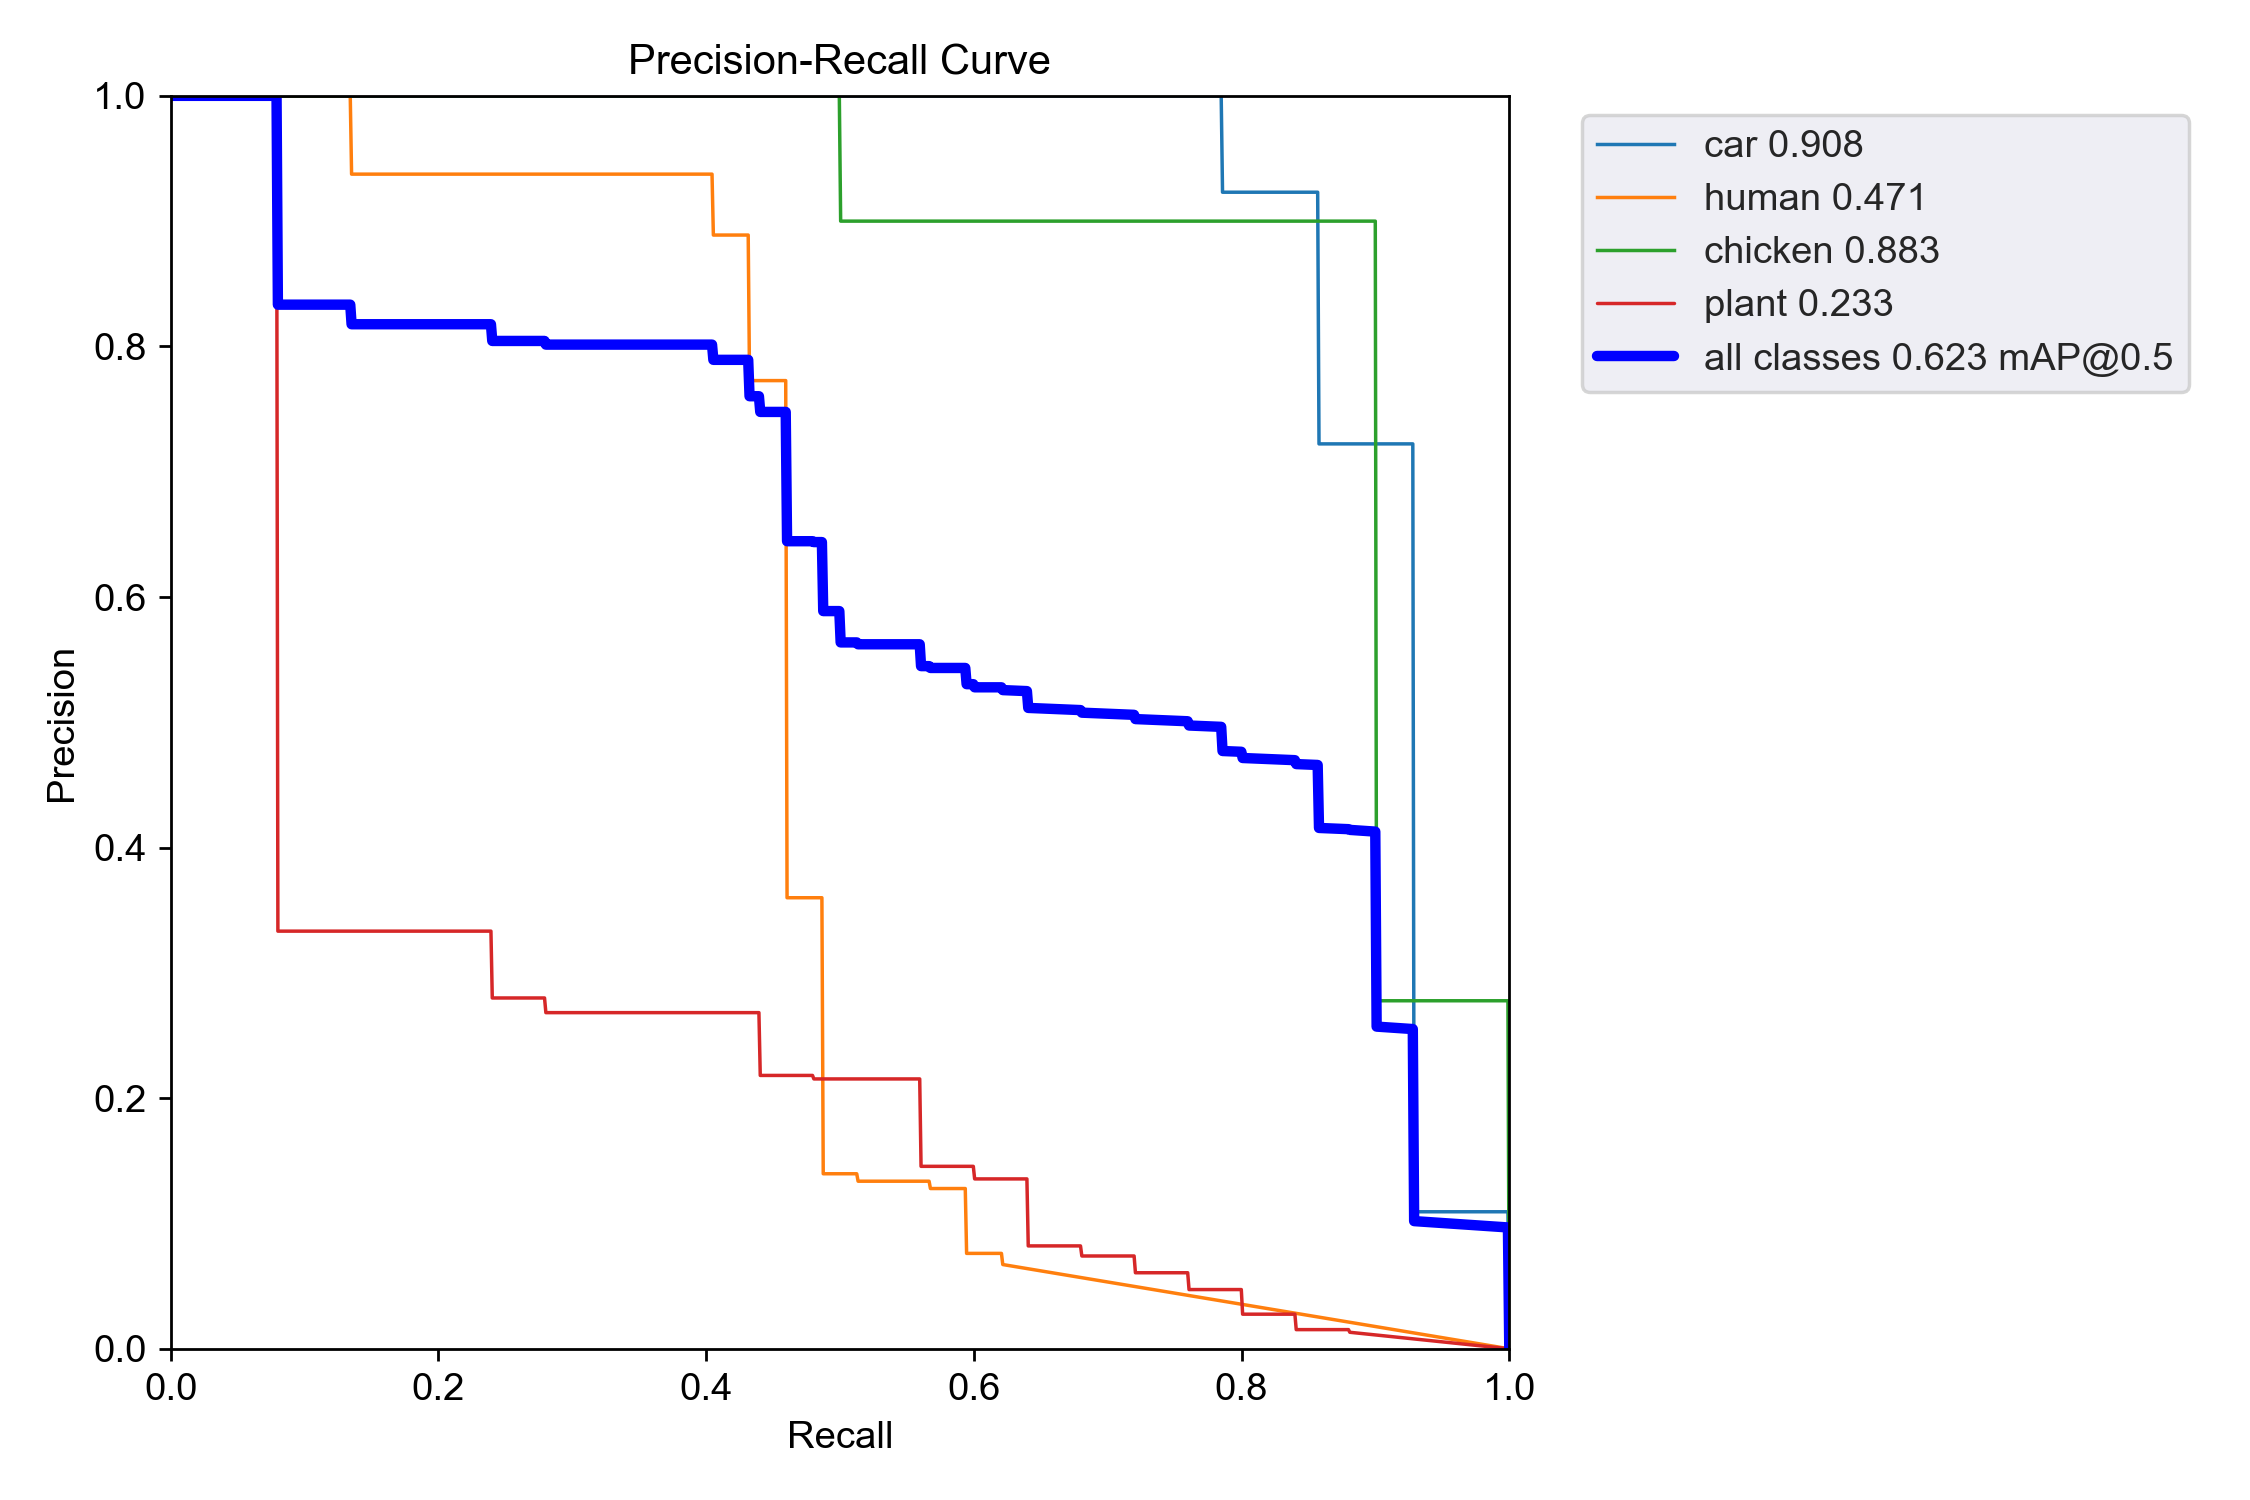 Precision-Recall Curve
1.0
0.8
0.6
0.4
0.2
0.0
Precision
0.0 0.2 0.4 0.6 0.8 1.0
Recall
car 0.908
human 0.471
chicken 0.883
plant 0.233
all classes 0.623 mAP@0.5